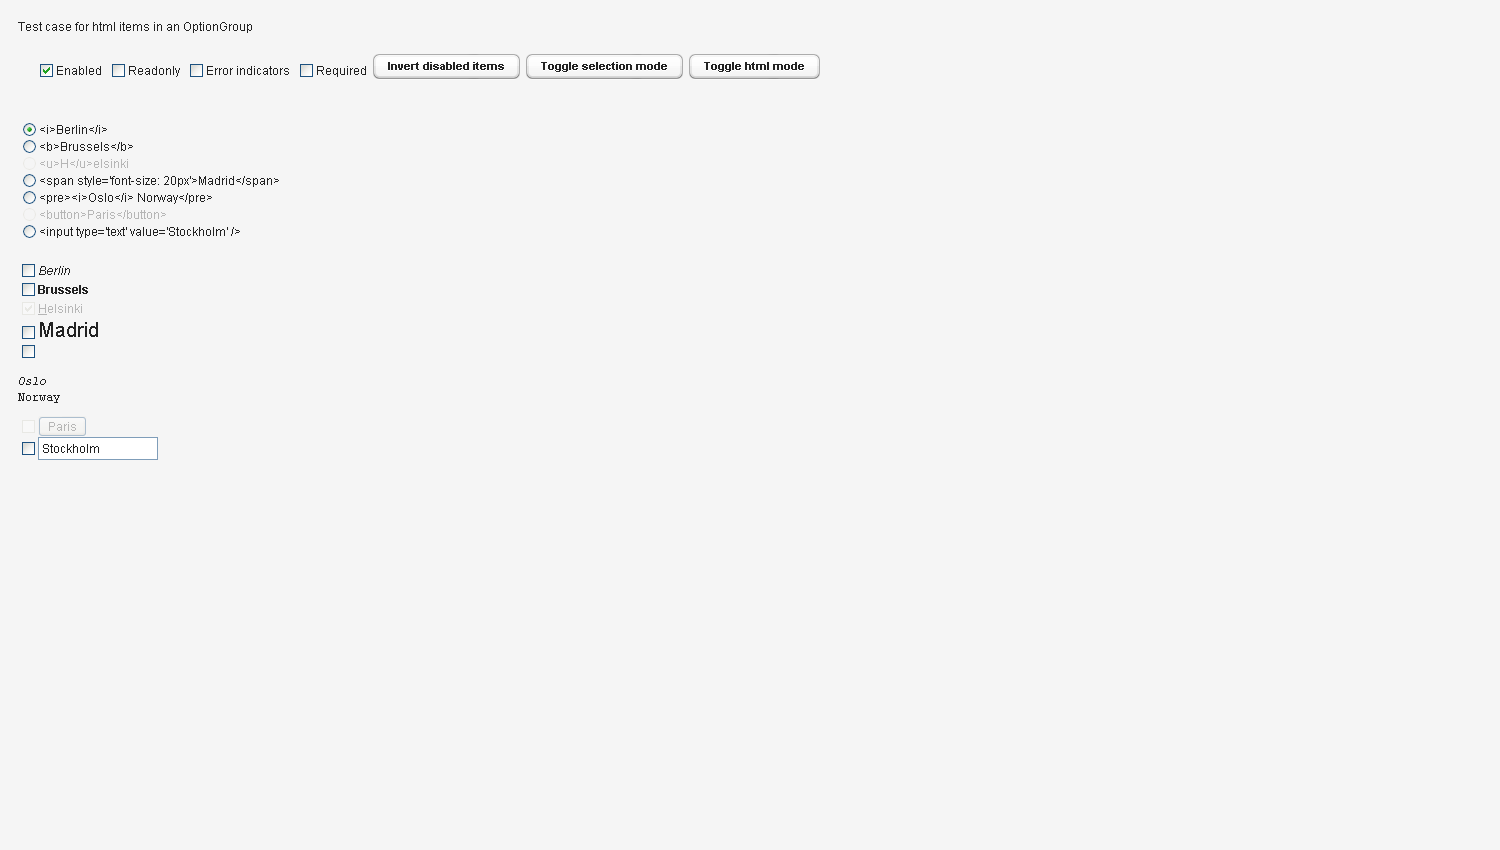 Test case for html items in an OptionGroup
Enabled Readonly Error indicators Required Invert disabled items Toggle selection mode Toggle html mode
<i>Berlin</i>
<b>Brussels</b>
<u>H</u>elsinki
<span style='font-size: 20px'>Madrid</span>
<pre><i>Oslo</i> Norway</pre>
<button>Paris</button>
<input type='text' value='Stockholm' />
Berlin
Brussels
Helsinki
Madrid
Oslo
Norway
Paris
Stockholm